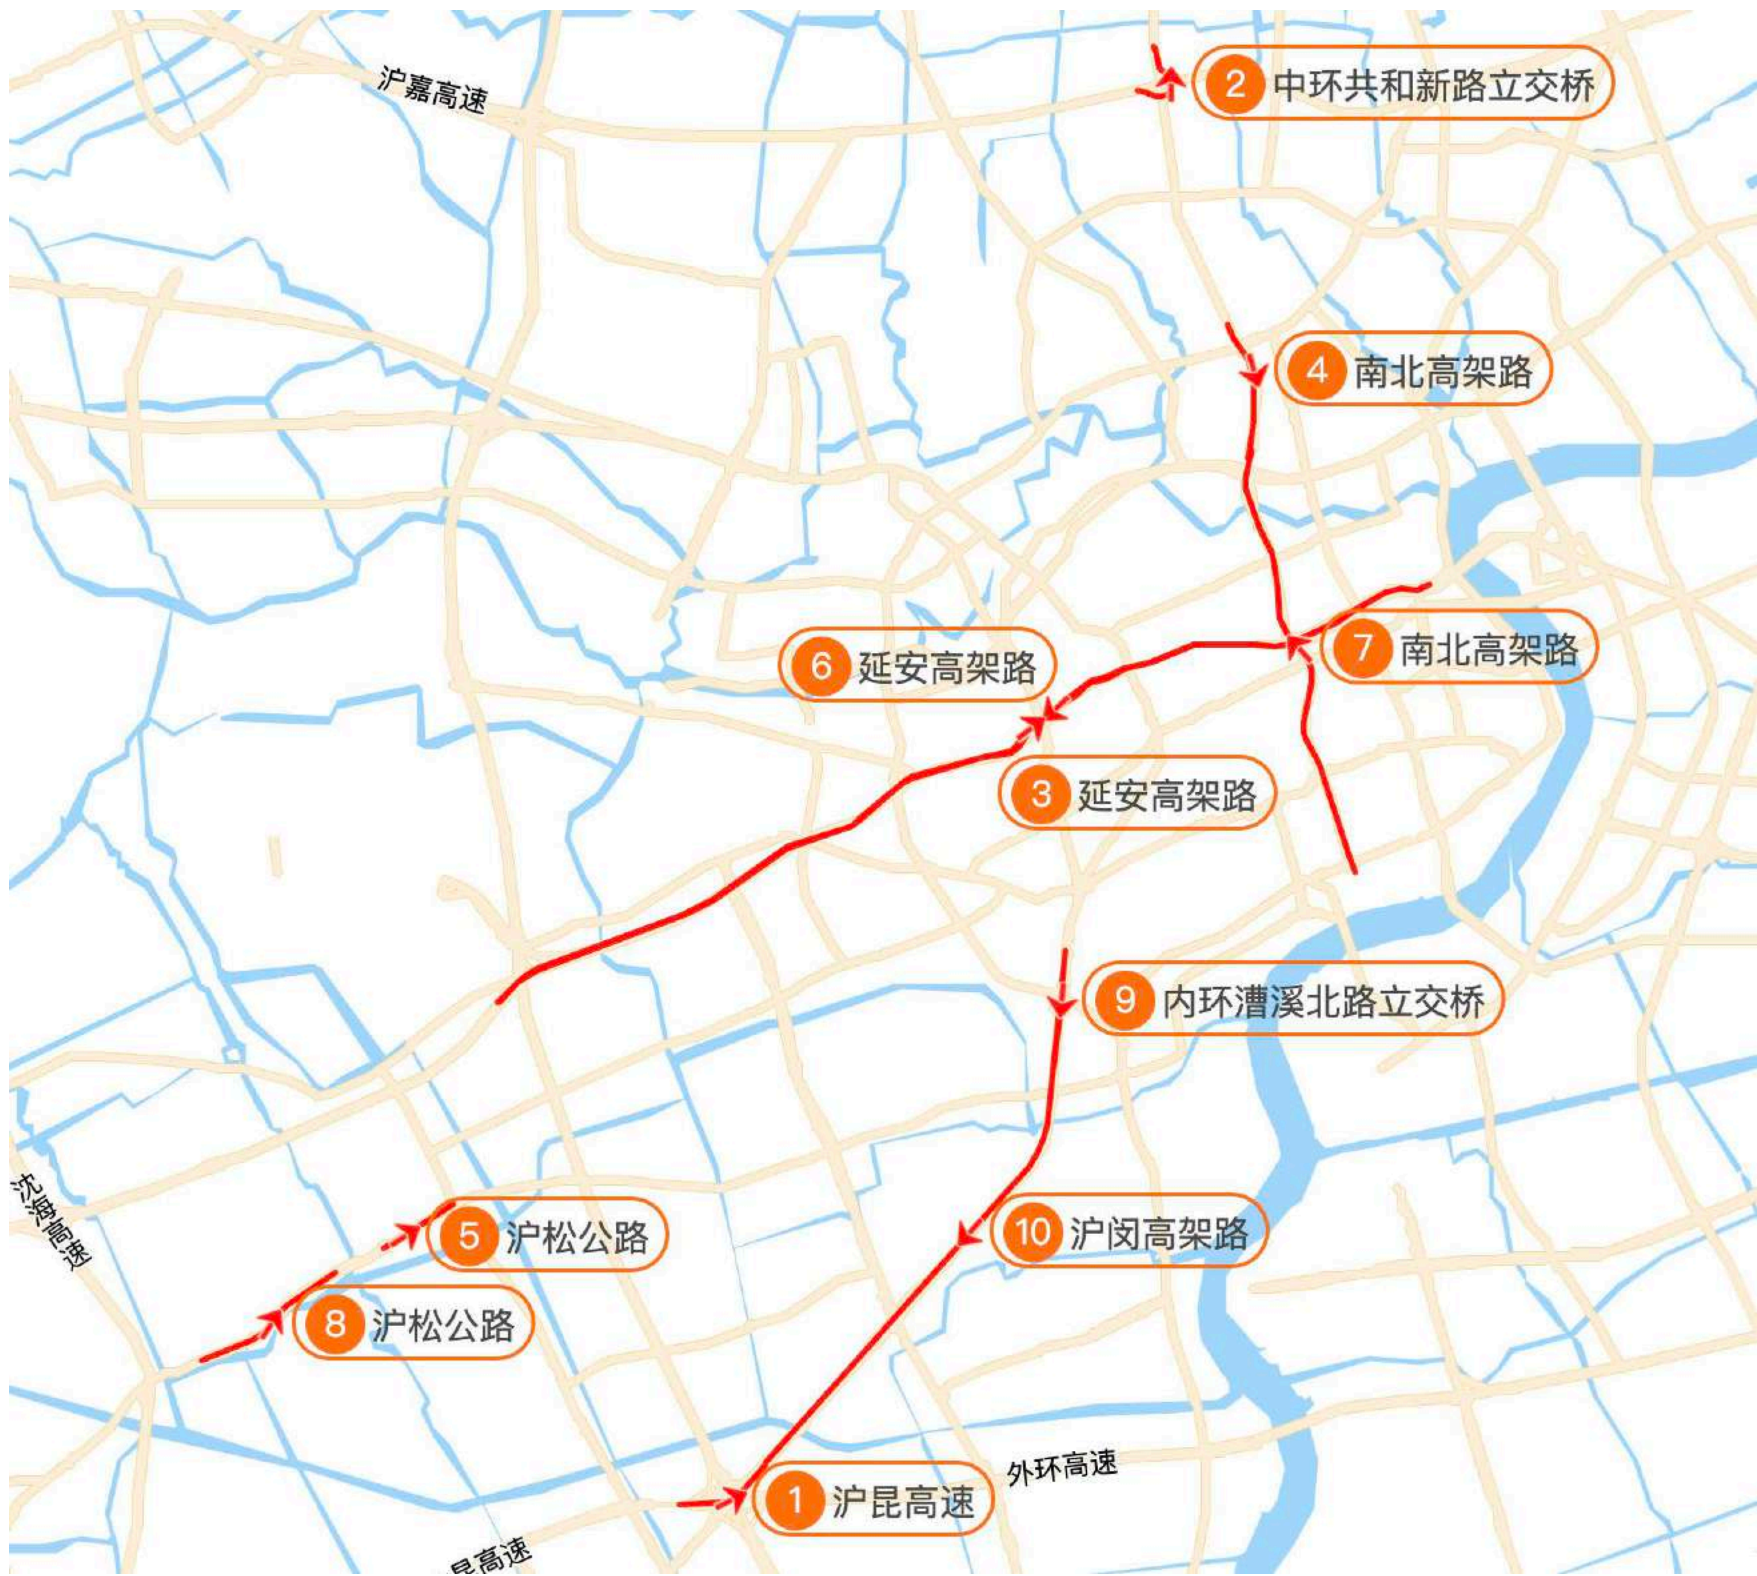 沪嘉高速
2 中环共和新路立交桥
4 南北高架路
6 延安高架路
7 南北高架路
3 延安高架路
9 内环漕溪北路立交桥
沈海高速
5 沪松公路
10 沪闵高架路
8 沪松公路
外环高速
1 沪昆高速
昆高速